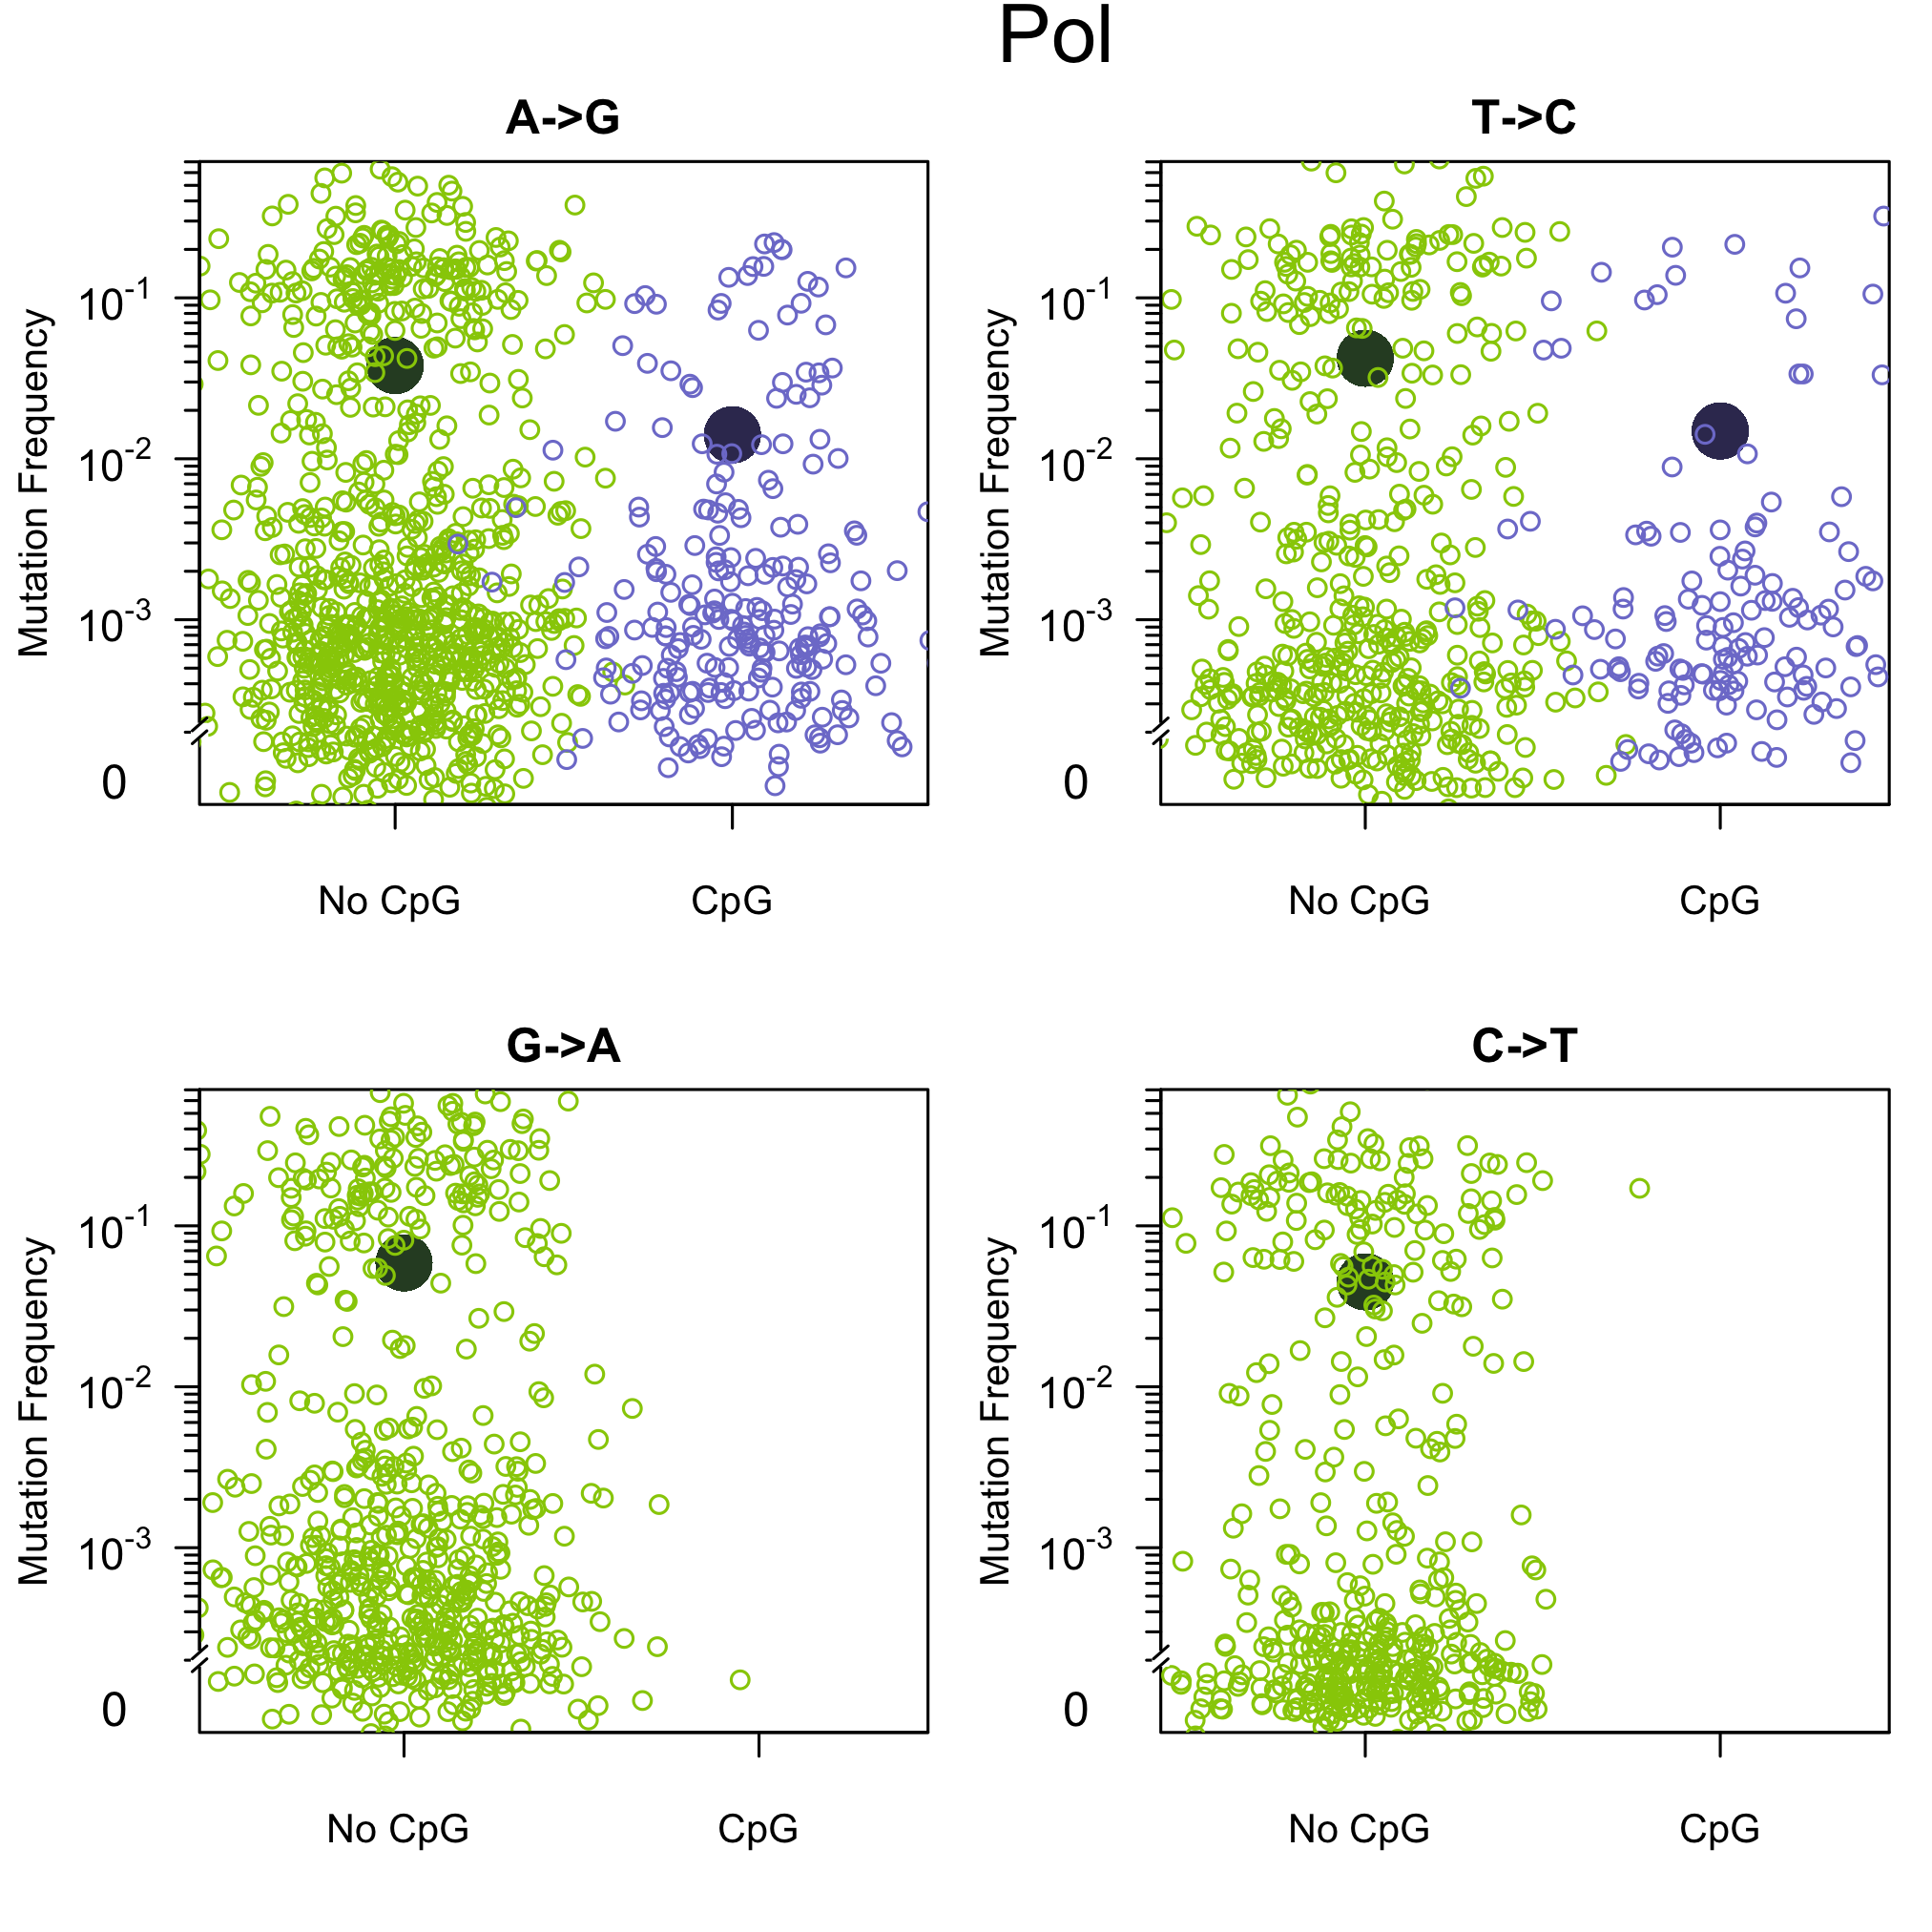 Pol
A->G
Mutation Frequency
10-1
10-2
10-3
0
No CpG CpG
T->C
Mutation Frequency
10-1
10-2
10-3
0
No CpG CpG
G->A
Mutation Frequency
10-1
10-2
10-3
0
No CpG CpG
C->T
Mutation Frequency
10-1
10-2
10-3
0
No CpG CpG